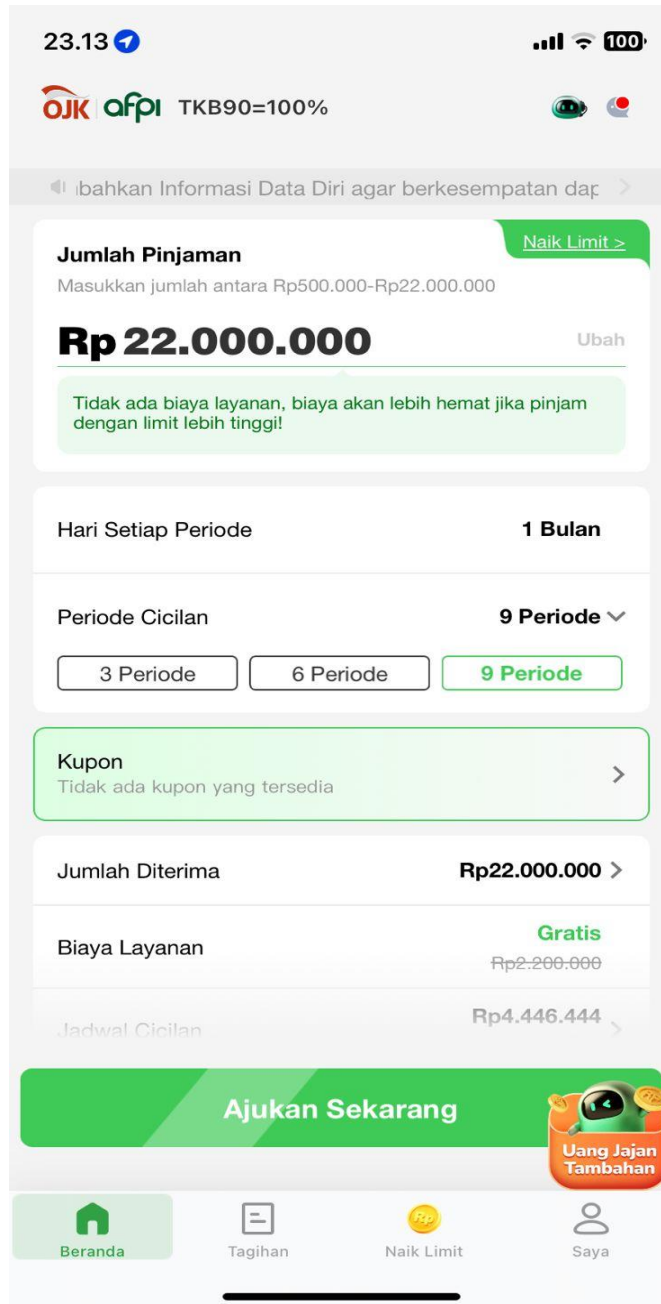 23.13
100
OJK afpi TKB90=100%
bahkan Informasi Data Diri agar berkesempatan dap
Jumlah Pinjaman
Naik Limit >
Masukkan jumlah antara Rp500.000-Rp22.000.000
Rp 22.000.000
Ubah
Tidak ada biaya layanan, biaya akan lebih hemat jika pinjam
dengan limit lebih tinggi!
Hari Setiap Periode 1 Bulan
Periode Cicilan 9 Periode
3 Periode 6 Periode 9 Periode
Kupon
Tidak ada kupon yang tersedia
Jumlah Diterima Rp22.000.000
Biaya Layanan Gratis
Rp2.200.000
Jadwal Cicilan Rp4.446.444
Ajukan Sekarang
Uang Jajan
Tambahan
Rp
Beranda Tagihan Naik Limit Saya